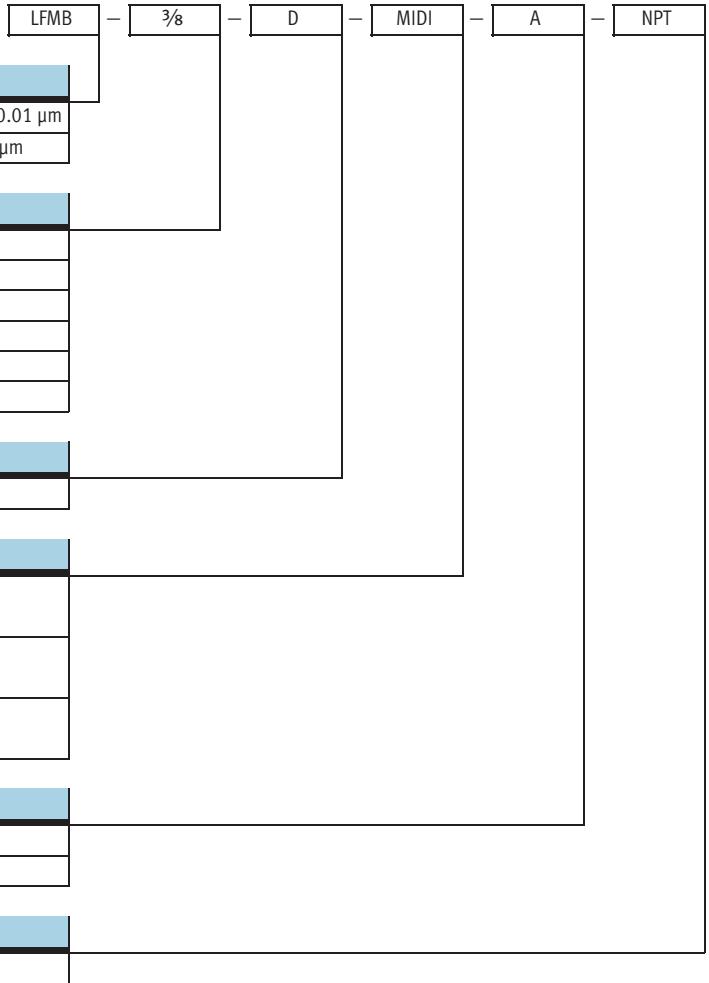 LFMB – ⅜ – D – MIDI – A – NPT
0.01 µm
µm